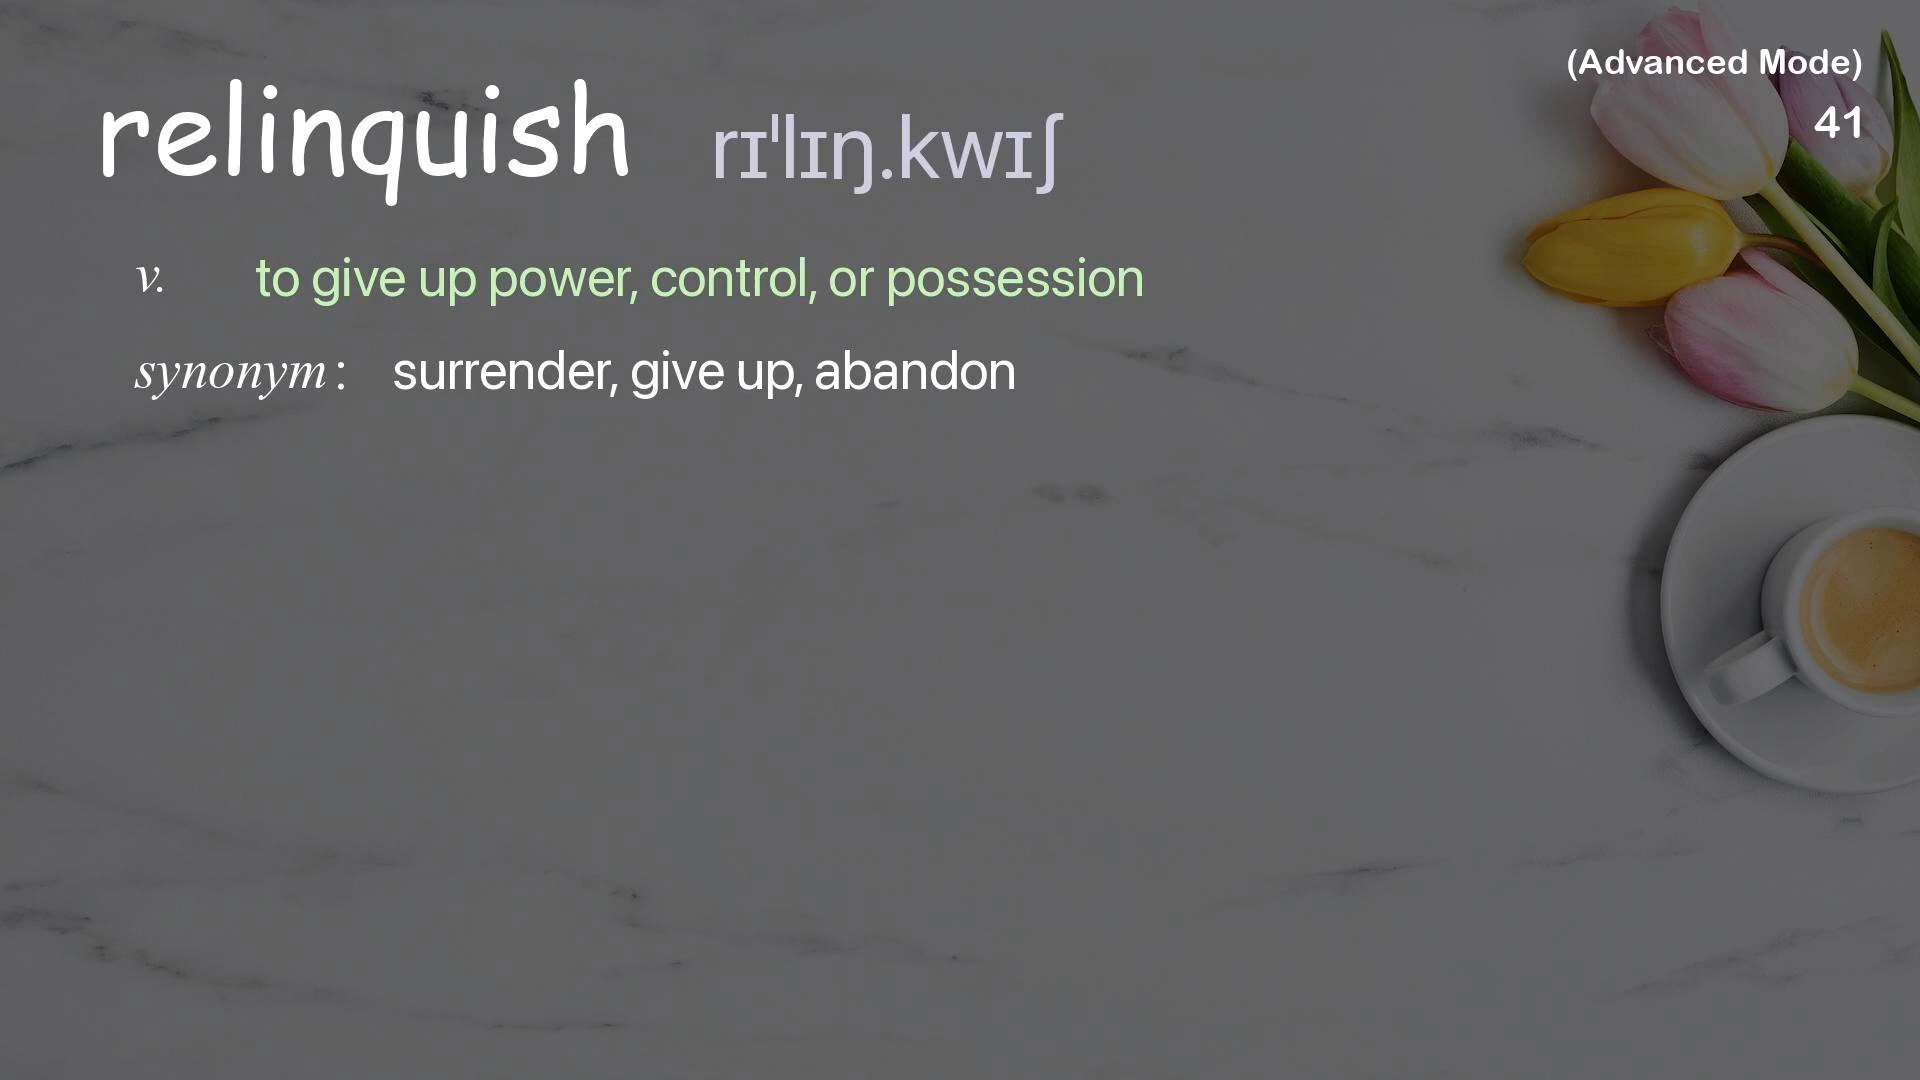 (Advanced Mode)
41
relinquish rɪˈlɪŋ.kwɪʃ
v. to give up power, control, or possession
synonym : surrender, give up, abandon